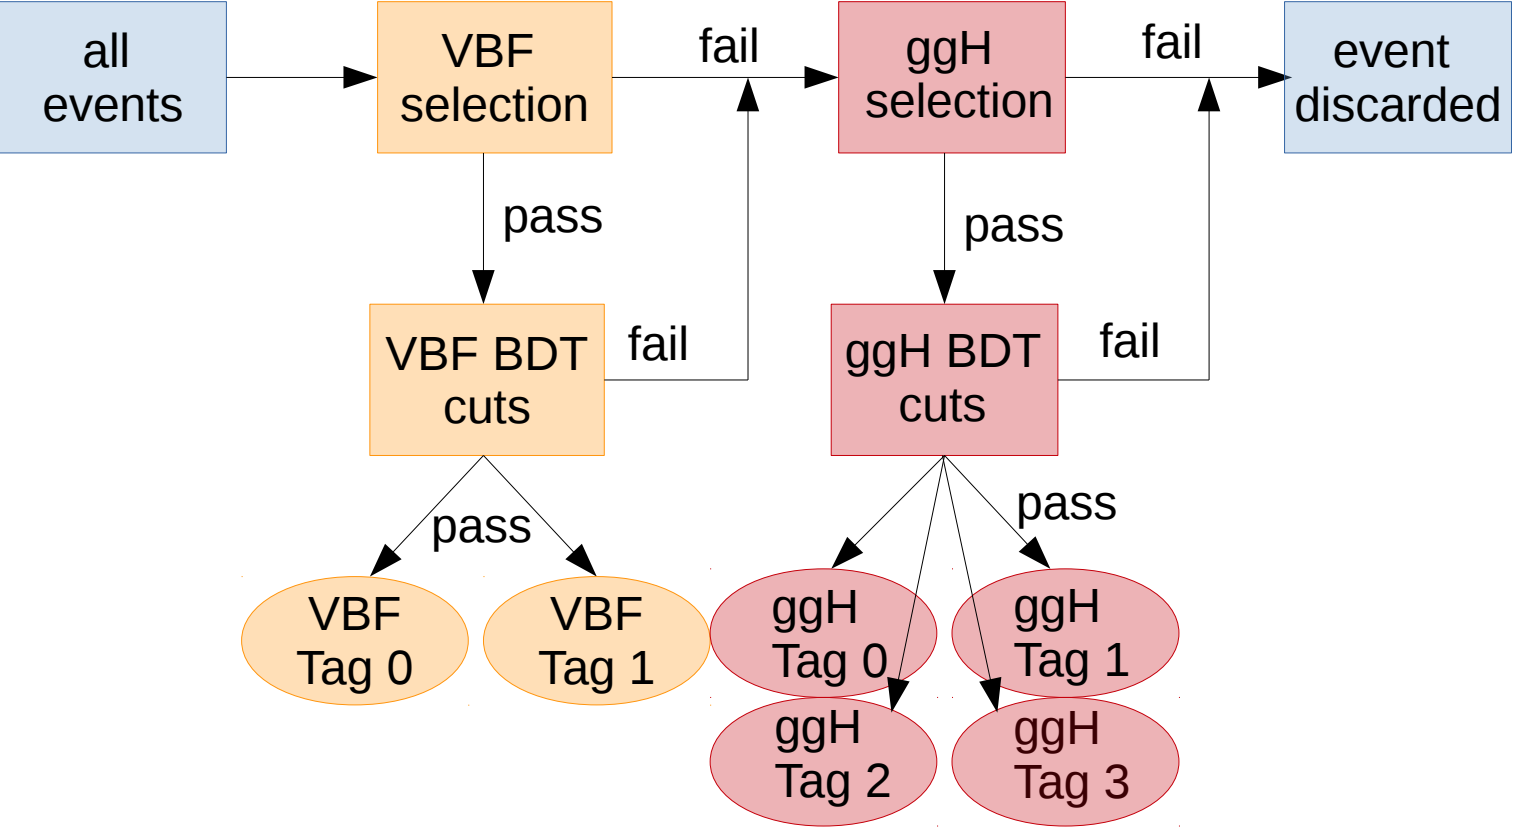 all
events
VBF
selection
fail
ggH
selection
fail
event
discarded
pass
pass
VBF BDT
cuts
fail
ggH BDT
cuts
fail
pass
pass
VBF
Tag 0
VBF
Tag 1
ggH
Tag 0
ggH
Tag 1
ggH
Tag 2
ggH
Tag 3